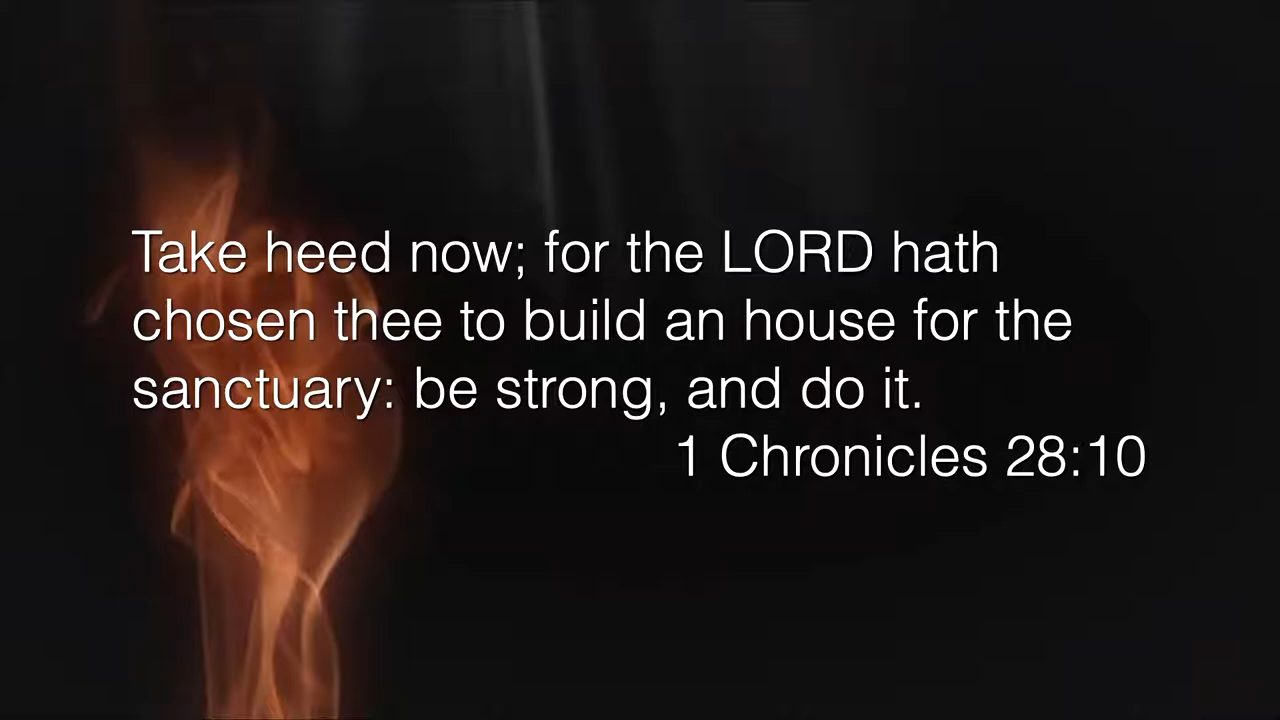 Take heed now; for the LORD hath
chosen thee to build an house for the
sanctuary: be strong, and do it.
1 Chronicles 28:10